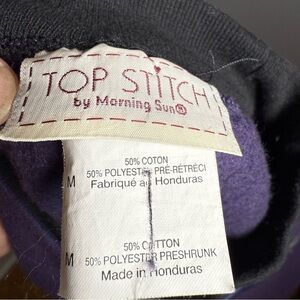 TOP STITCH
by Morning Sun®
50% COTON
50% POLYESTER PRÉ-RÉTRÉCI
M
Fabriqué au Honduras
50% COTTON
M
50% POLYESTER PRESHRUNK
Made in Honduras